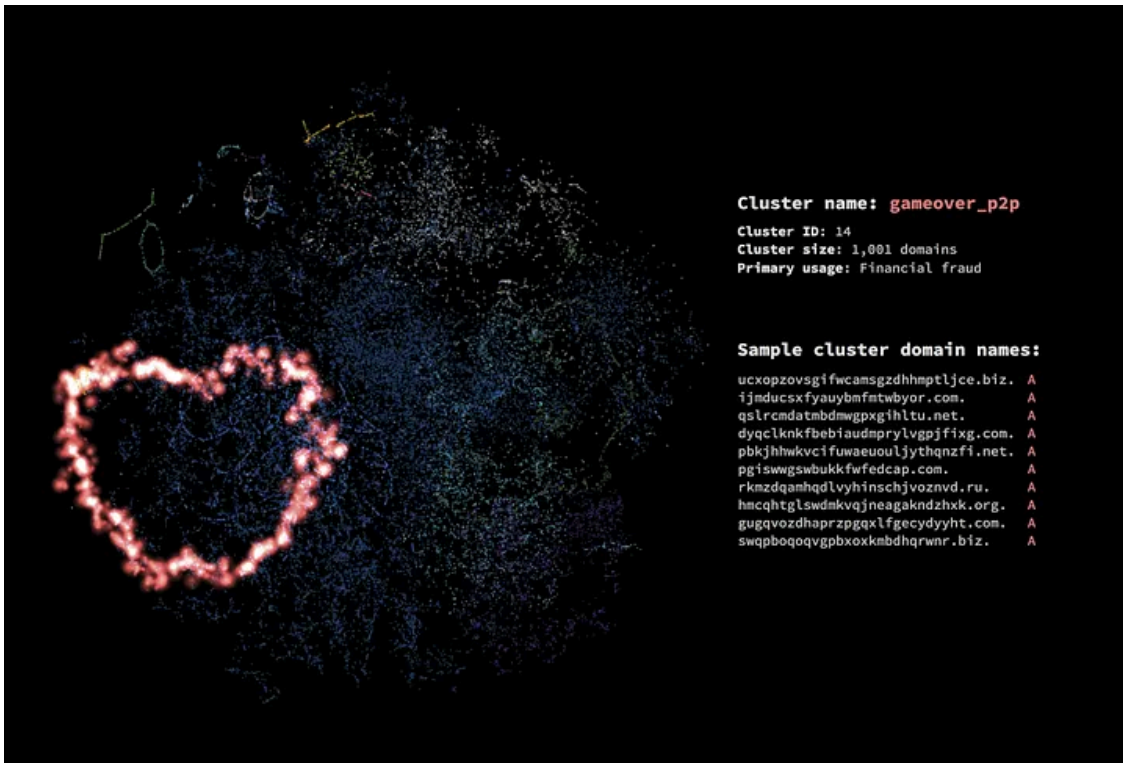 Cluster name: gameover_p2p
Cluster ID: 14
Cluster size: 1,001 domains
Primary usage: Financial fraud
Sample cluster domain names:
ucxopzovsgifwcamsgzdhhmptljce.biz. A
ijmducsxfyauybmfmtwbyor.com. A
qslrcmdatmbdmwgpxgihltu.net. A
dyqclknkfbebiaudmprylvgpjfixg.com. A
pbkjhhwkvcifuwaeuouljythqnzfi.net. A
pgiswwgswbukkfwfedcap.com. A
rkmzdqamhqdlvyhinschjvoznvd.ru. A
hmcqhtglswdmkvqjneagakndzhxk.org. A
gugqvozdhaprzpgqxlfgecydyyht.com. A
swqpboqoqvgpbxoxkmbdhqrwnr.biz. A